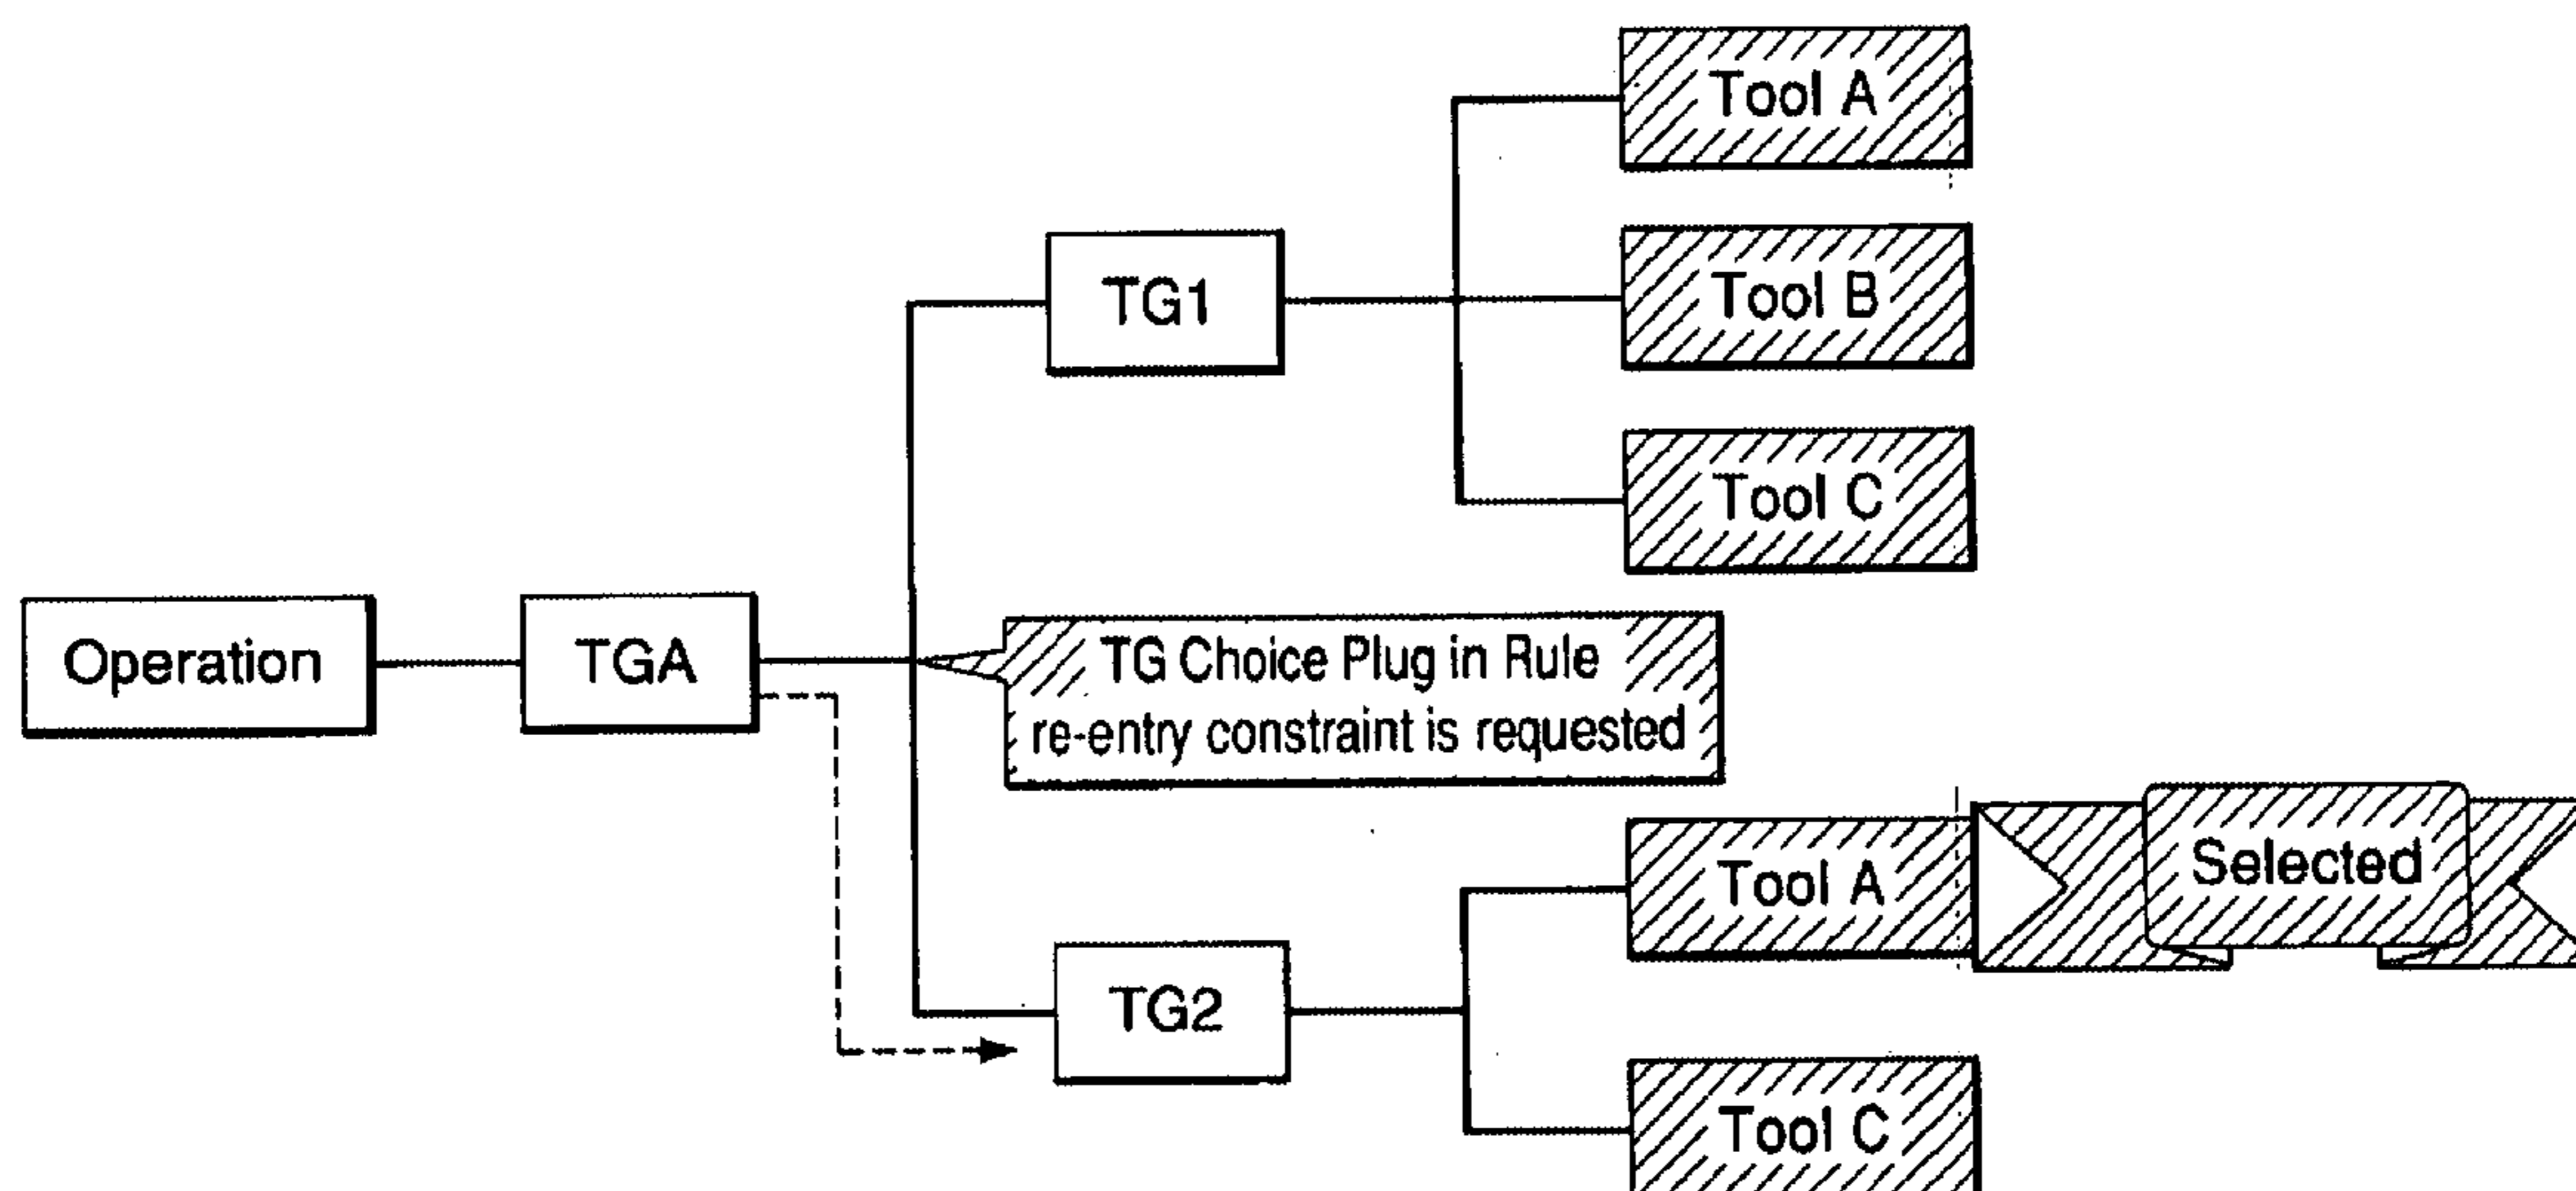 Tool A
Tool B
TG1
Tool C
Operation
TGA
TG Choice Plug in Rule
re-entry constraint is requested
Tool A
Selected
TG2
Tool C